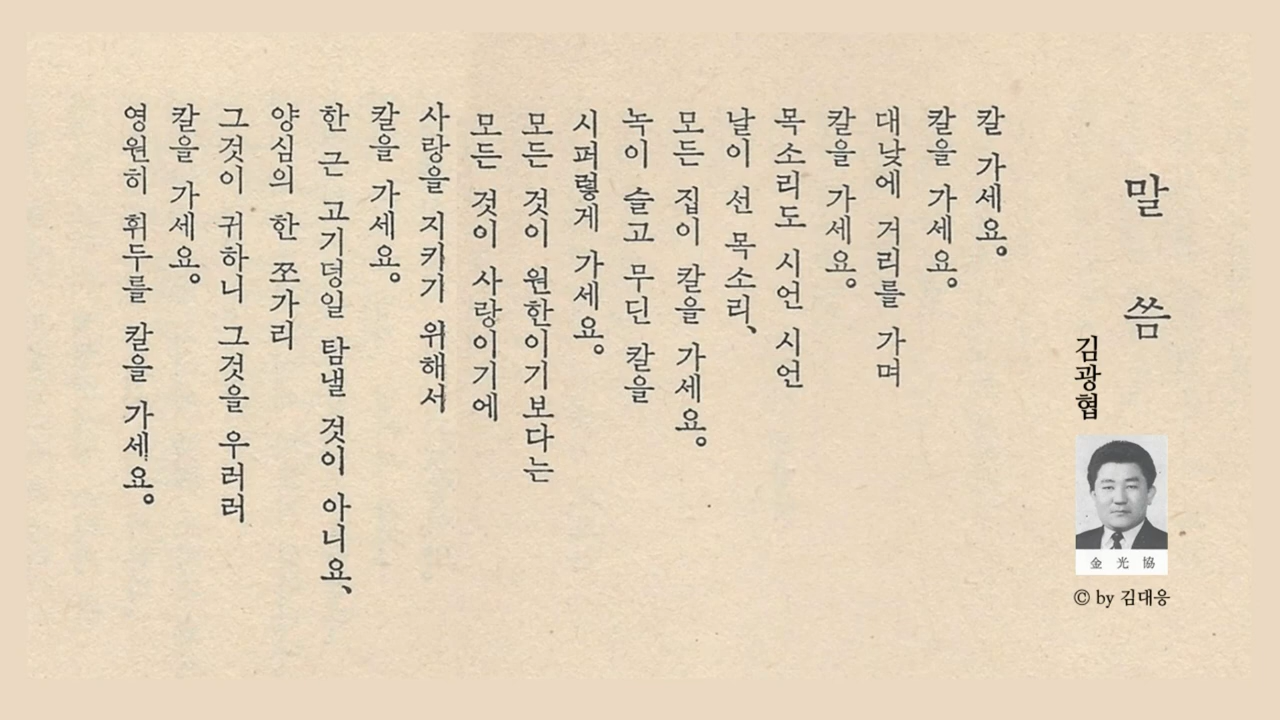 말 씀
김광협
金 光 協
© by 김대웅
칼 가세요。
칼을 가세요。
대낮에 거리를 가며
칼을 가세요。
목소리도 시언 시언
날이 선 목소리、
모든 집이 칼을 가세요。
녹이 슬고 무딘 칼을
시퍼렇게 가세요。
모든 것이 원한이기보다는
모든 것이 사랑이기에
사랑을 지키기 위해서
칼을 가세요。
한 근 고기덩일 탐낼 것이 아니요、
양심의 한 쪼가리
그것이 귀하니 그것을 우러러
칼을 가세요。
영원히 휘두를 칼을 가세요。